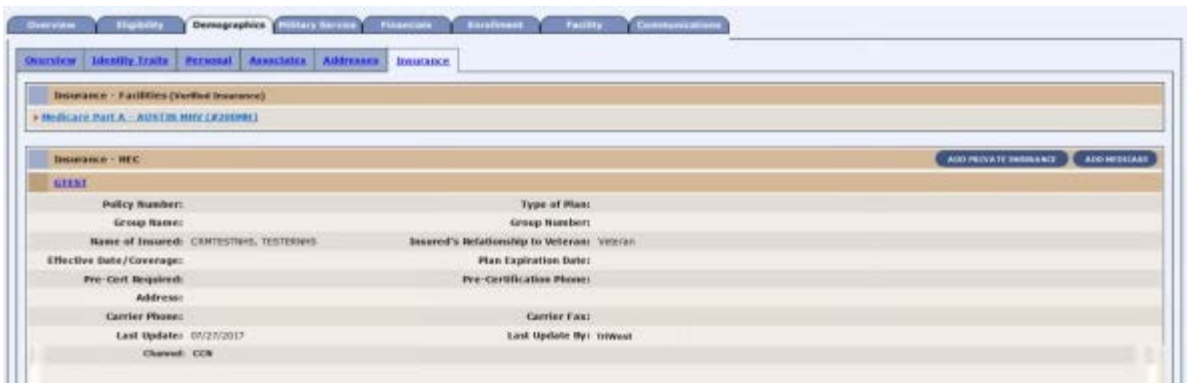 Overview Eligibility Demographics Military Service Financials Enrollment Facility Communications
Overview Identity Traits Personal Associates Addresses Insurance
Insurance - Facilities (Verified Insurance)
Medicare Part A - AUSTIN MHV (#200MH)
Insurance - HEC ADD PRIVATE INSURANCE ADD MEDICARE
GTEST
Policy Number: Type of Plan:
Group Name: Group Number:
Name of Insured: CRMTESTNHS, TESTERNHS Insured's Relationship to Veteran: Veteran
Effective Date/Coverage: Plan Expiration Date:
Pre-Cert Required: Pre-Certification Phone:
Address:
Carrier Phone: Carrier Fax:
Last Update: 07/27/2017 Last Update By: TriWest
Channel: CCN